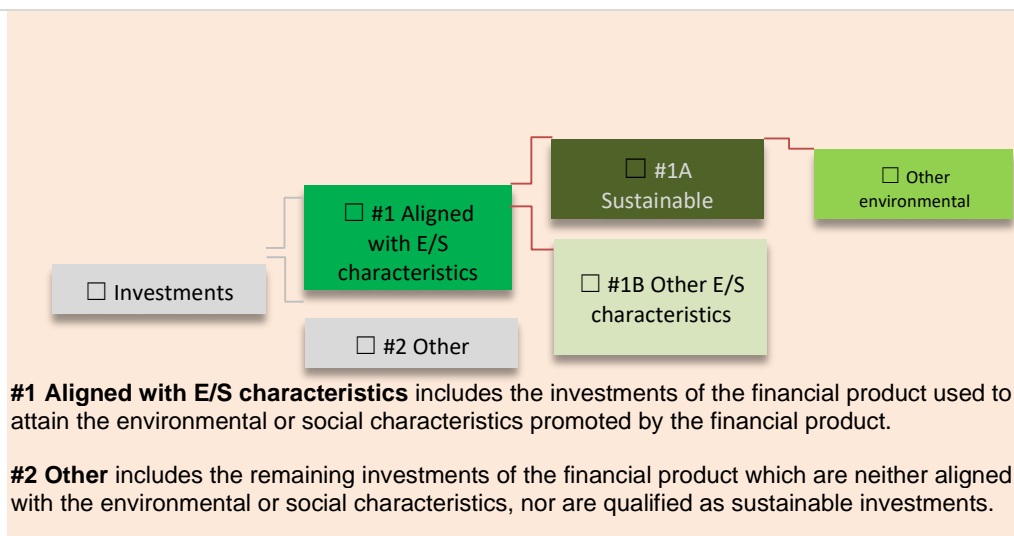 ☐ #1A
Sustainable
☐ Other
environmental
☐ #1 Aligned
with E/S
characteristics
☐ #1B Other E/S
characteristics
☐ Investments
☐ #2 Other
#1 Aligned with E/S characteristics includes the investments of the financial product used to
attain the environmental or social characteristics promoted by the financial product.
#2 Other includes the remaining investments of the financial product which are neither aligned
with the environmental or social characteristics, nor are qualified as sustainable investments.